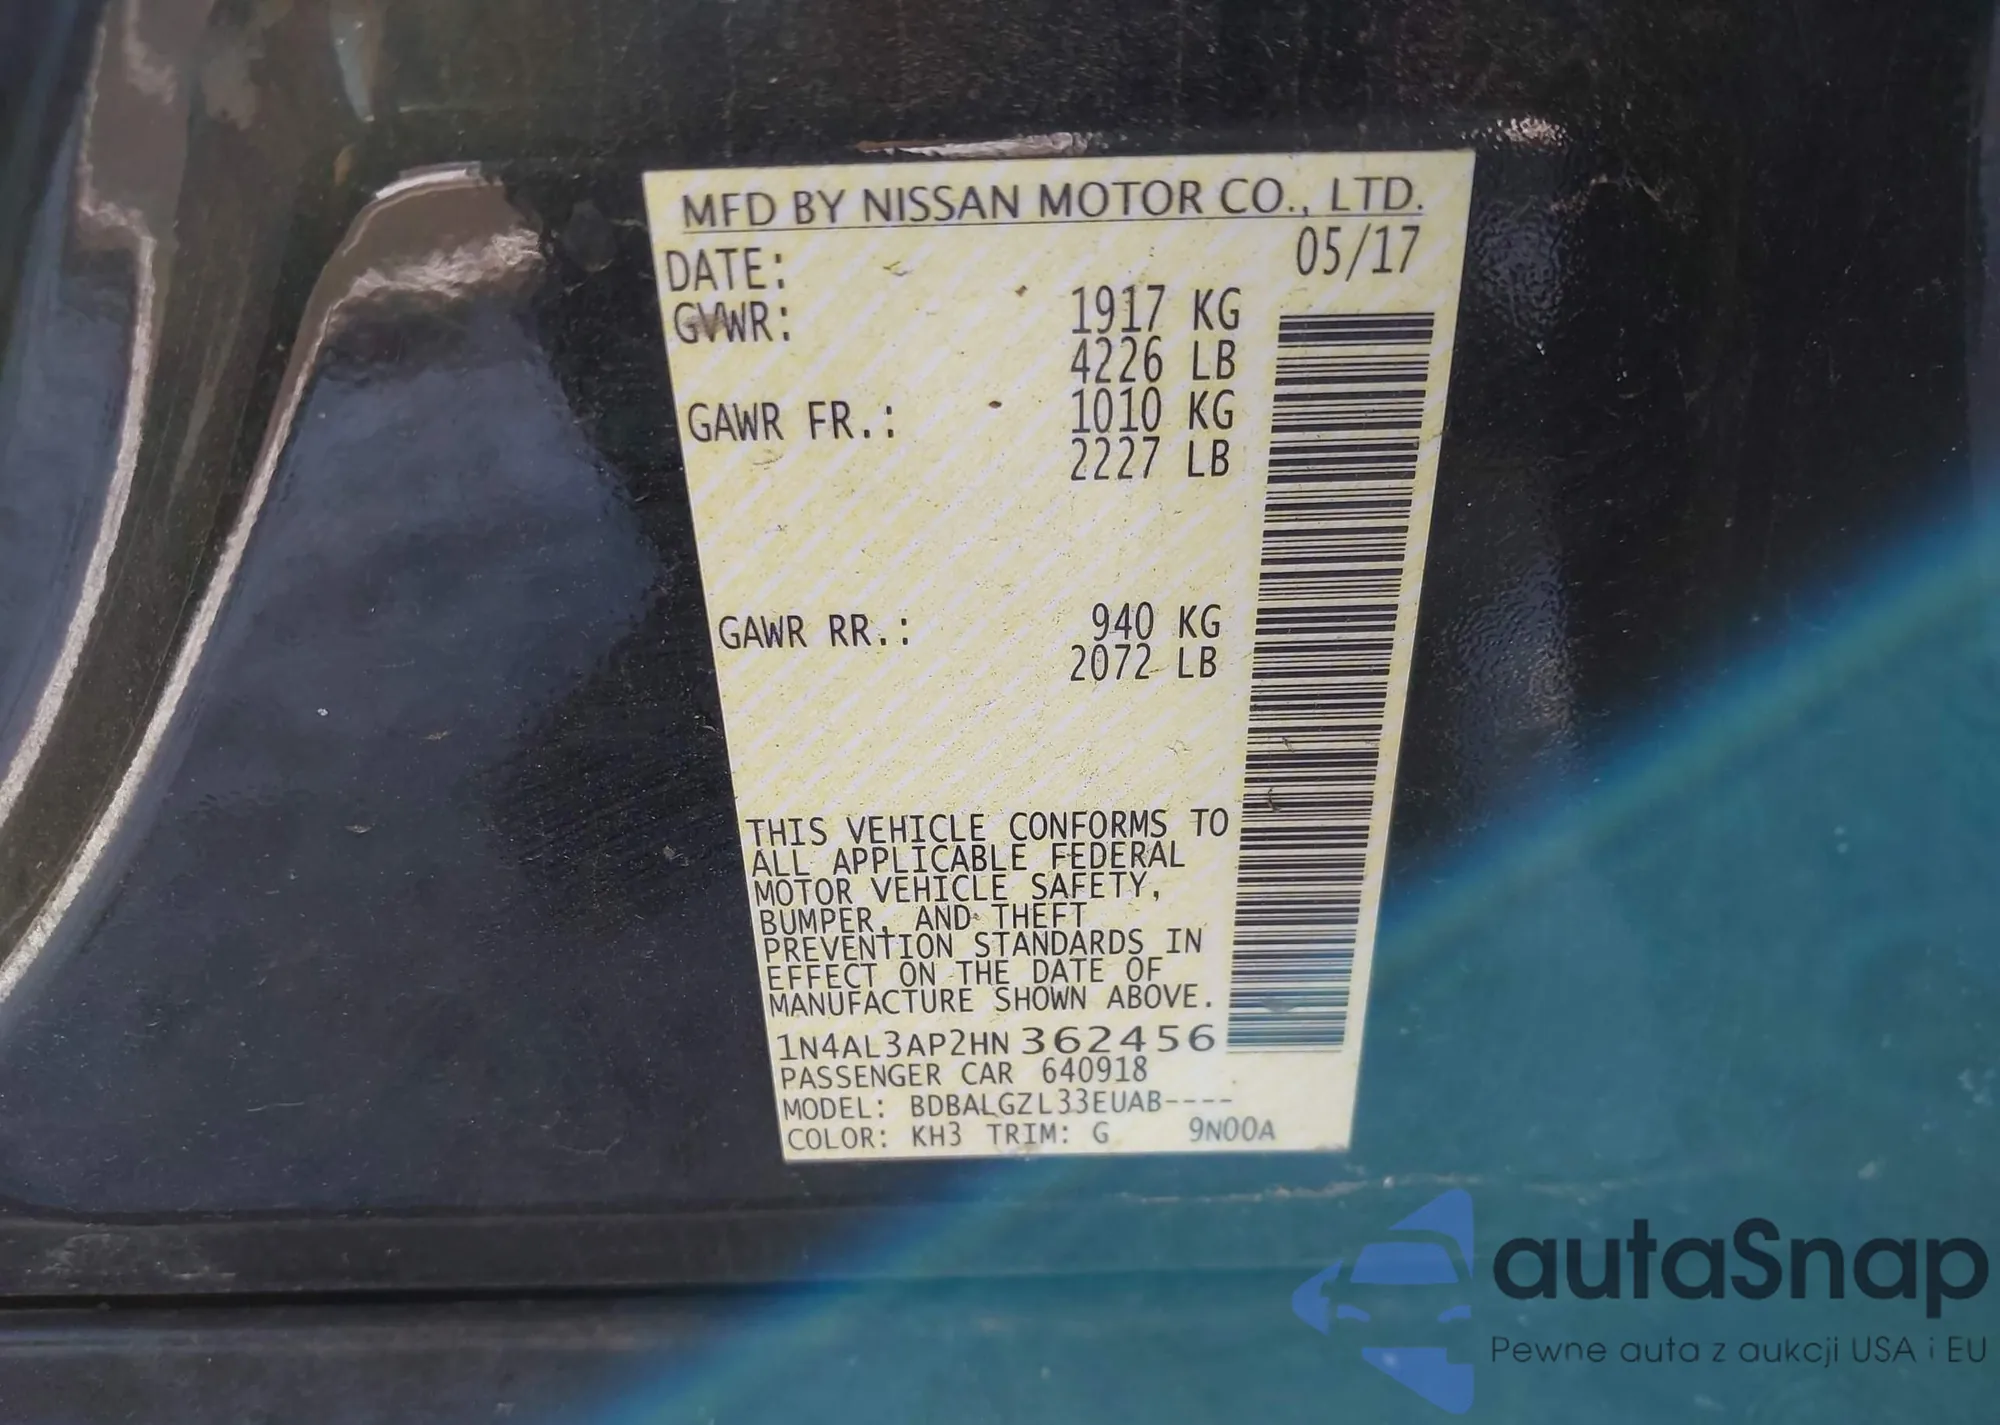 MFD BY NISSAN MOTOR CO., LTD.
DATE: 05/17
GVWR: 1917 KG
4226 LB
GAWR FR.: 1010 KG
2227 LB
GAWR RR.: 940 KG
2072 LB
THIS VEHICLE CONFORMS TO
ALL APPLICABLE FEDERAL
MOTOR VEHICLE SAFETY,
BUMPER, AND THEFT
PREVENTION STANDARDS IN
EFFECT ON THE DATE OF
MANUFACTURE SHOWN ABOVE.
1N4AL3AP2HN362456
PASSENGER CAR 640918
MODEL: BDBALGZL33EUAB----
COLOR: KH3 TRIM: G 9N00A
autaSnap
Pewne auta z aukcji USA i EU